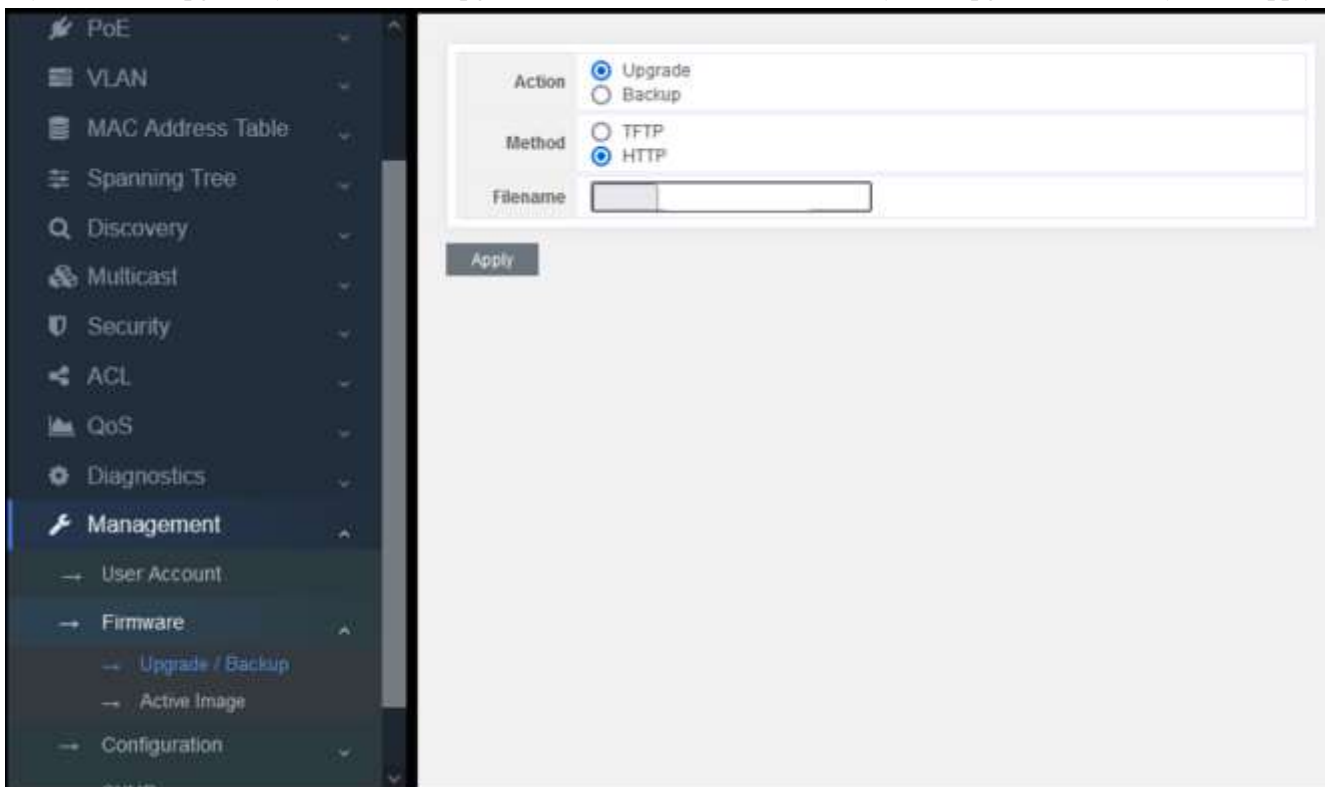 PoE
VLAN
MAC Address Table
Spanning Tree
Discovery
Multicast
Security
ACL
QoS
Diagnostics
Management
User Account
Firmware
Upgrade / Backup
Active Image
Configuration
Action
Upgrade
Backup
Method
TFTP
HTTP
Filename
Apply